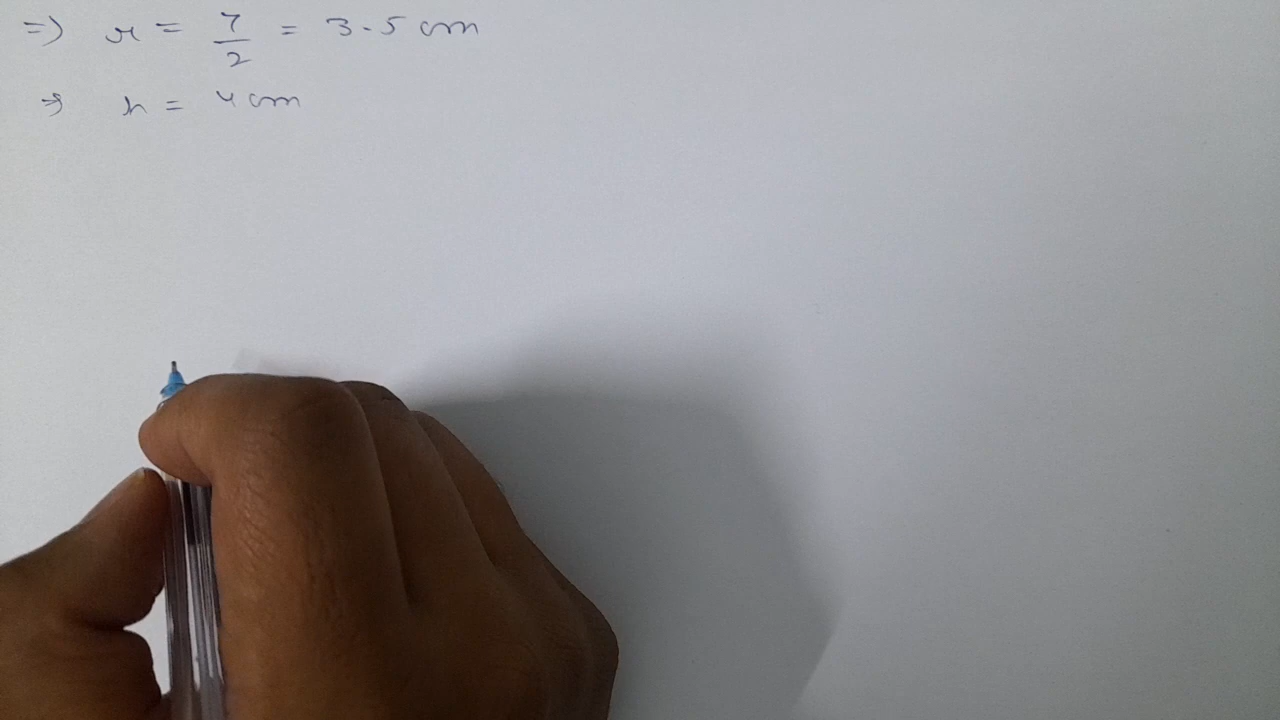 =) r = 7/2 = 3.5 cm
⇒ h = 4 cm